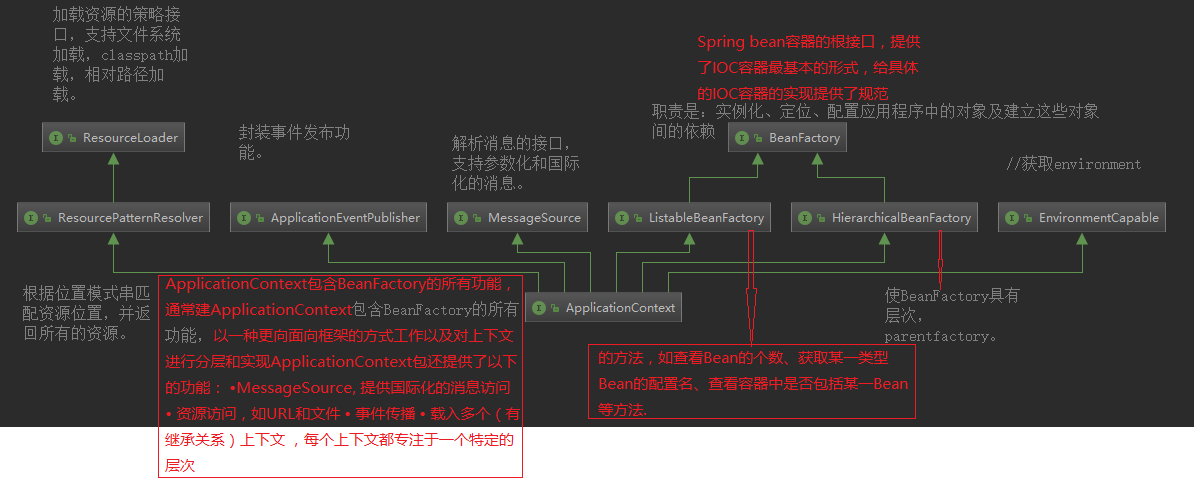 加载资源的策略接
口，支持文件系统
加载，classpath加
载，相对路径加
载。
Spring bean容器的根接口，提供
了IOC容器最基本的形式，给具体
的IOC容器的实现提供了规范
职责是：实例化、定位、配置应用程序中的对象及建立这些对象
间的依赖
封装事件发布功
能。
解析消息的接口，
支持参数化和国际
化的消息。
//获取environment
ResourceLoader
BeanFactory
ResourcePatternResolver
ApplicationEventPublisher
MessageSource
ListableBeanFactory
HierarchicalBeanFactory
EnvironmentCapable
根据位置模式串匹
配资源位置，并返
回所有的资源。
ApplicationContext包含BeanFactory的所有功能，
通常建ApplicationContext包含BeanFactory的所有
功能，以一种更向面向框架的方式工作以及对上下文
进行分层和实现ApplicationContext包还提供了以下
的功能： •MessageSource, 提供国际化的消息访问
• 资源访问，如URL和文件 • 事件传播 • 载入多个（有
继承关系）上下文 ，每个上下文都专注于一个特定的
层次
ApplicationContext
使BeanFactory具有
层次，
parentfactory。
的方法，如查看Bean的个数、获取某一类型
Bean的配置名、查看容器中是否包括某一Bean
等方法.